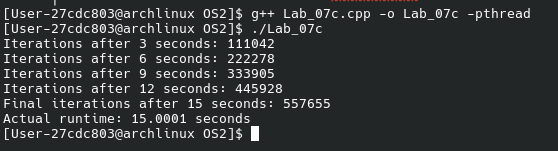 [User-27cdc803@archlinux OS2]$ g++ Lab_07c.cpp -o Lab_07c -pthread
[User-27cdc803@archlinux OS2]$ ./Lab_07c
Iterations after 3 seconds: 111042
Iterations after 6 seconds: 222278
Iterations after 9 seconds: 333905
Iterations after 12 seconds: 445928
Final iterations after 15 seconds: 557655
Actual runtime: 15.0001 seconds
[User-27cdc803@archlinux OS2]$